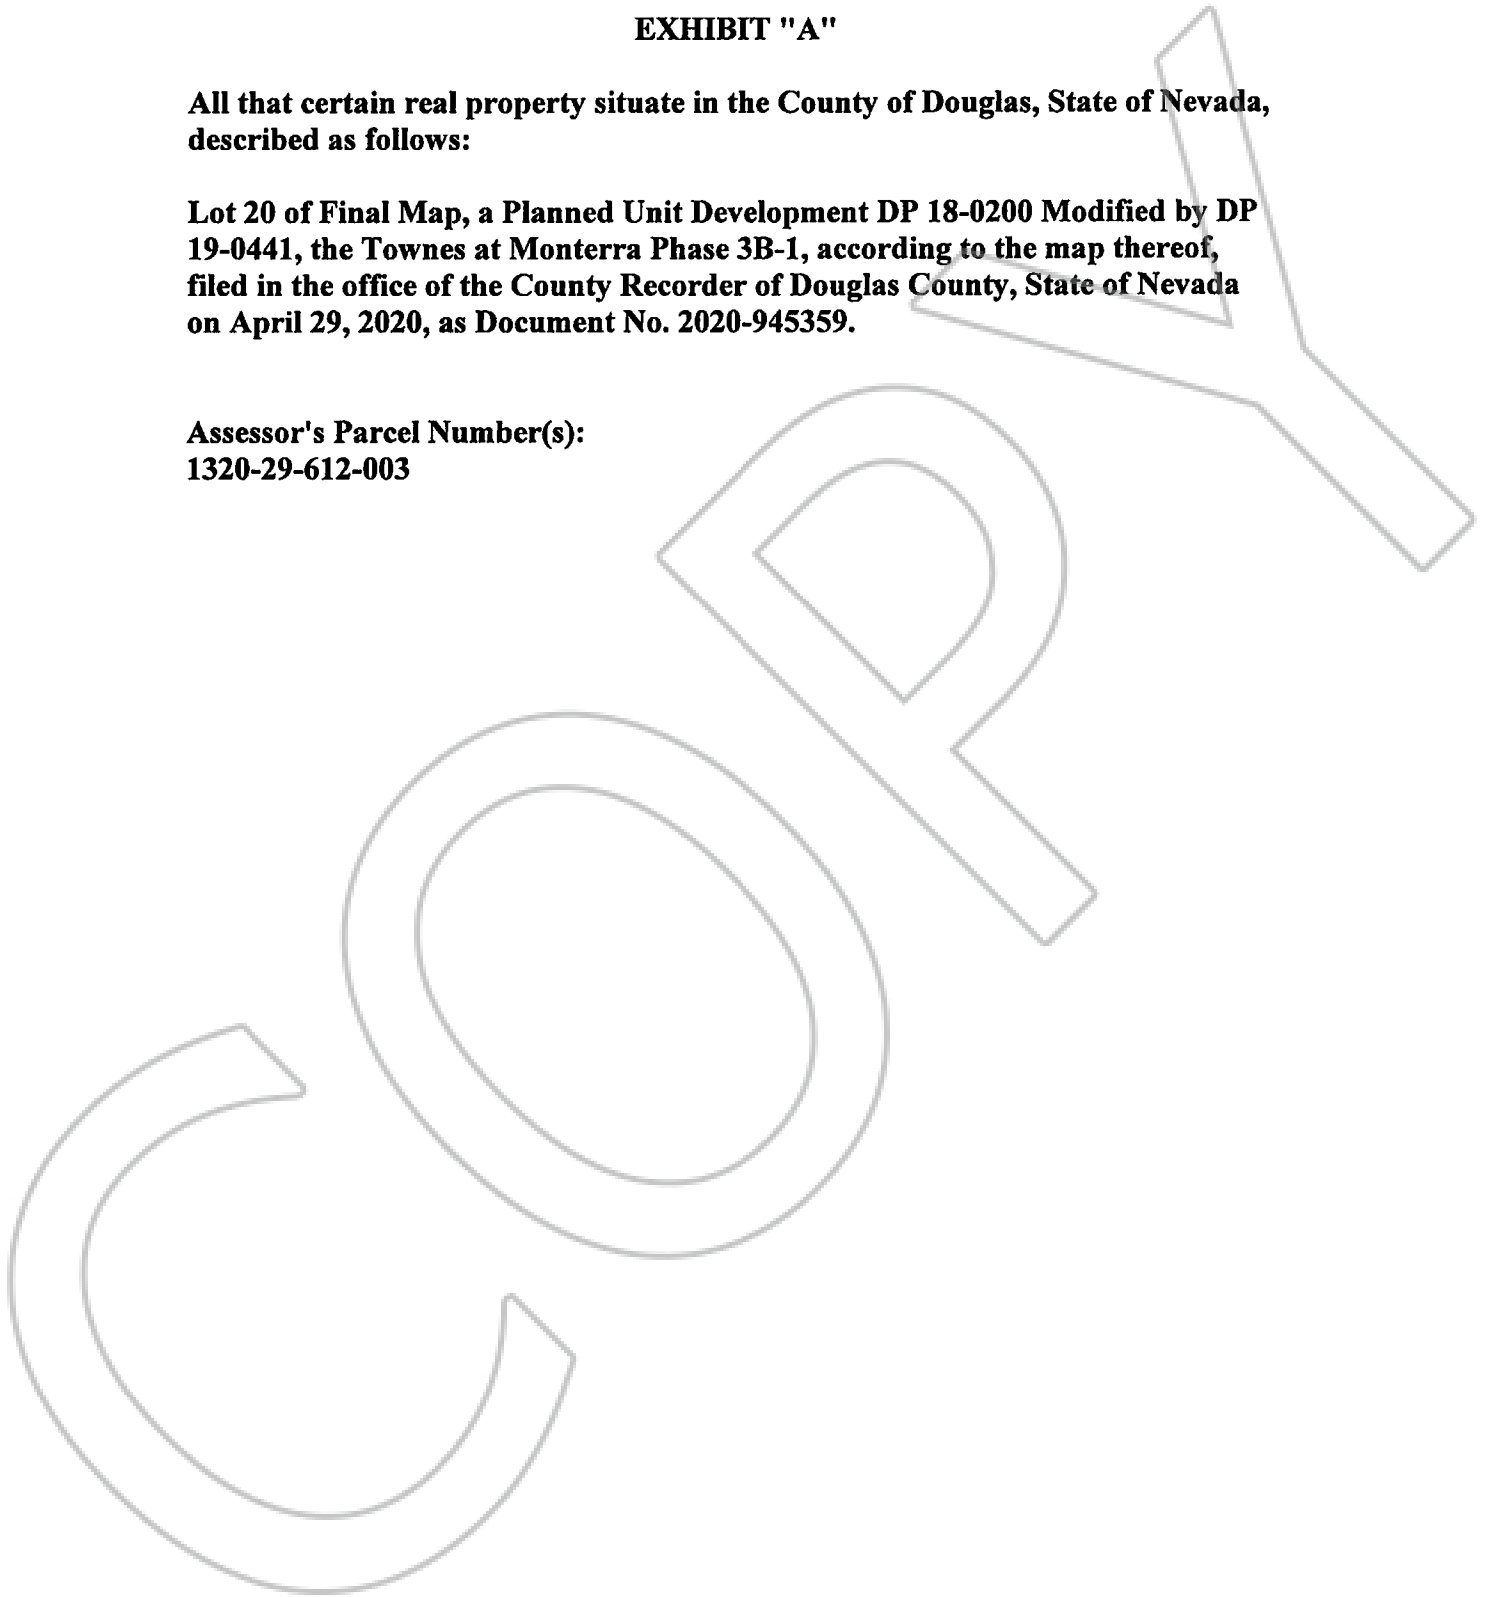 EXHIBIT "A"
All that certain real property situate in the County of Douglas, State of Nevada,
described as follows:
Lot 20 of Final Map, a Planned Unit Development DP 18-0200 Modified by DP
19-0441, the Townes at Monterra Phase 3B-1, according to the map thereof,
filed in the office of the County Recorder of Douglas County, State of Nevada
on April 29, 2020, as Document No. 2020-945359.
Assessor's Parcel Number(s):
1320-29-612-003
COPY